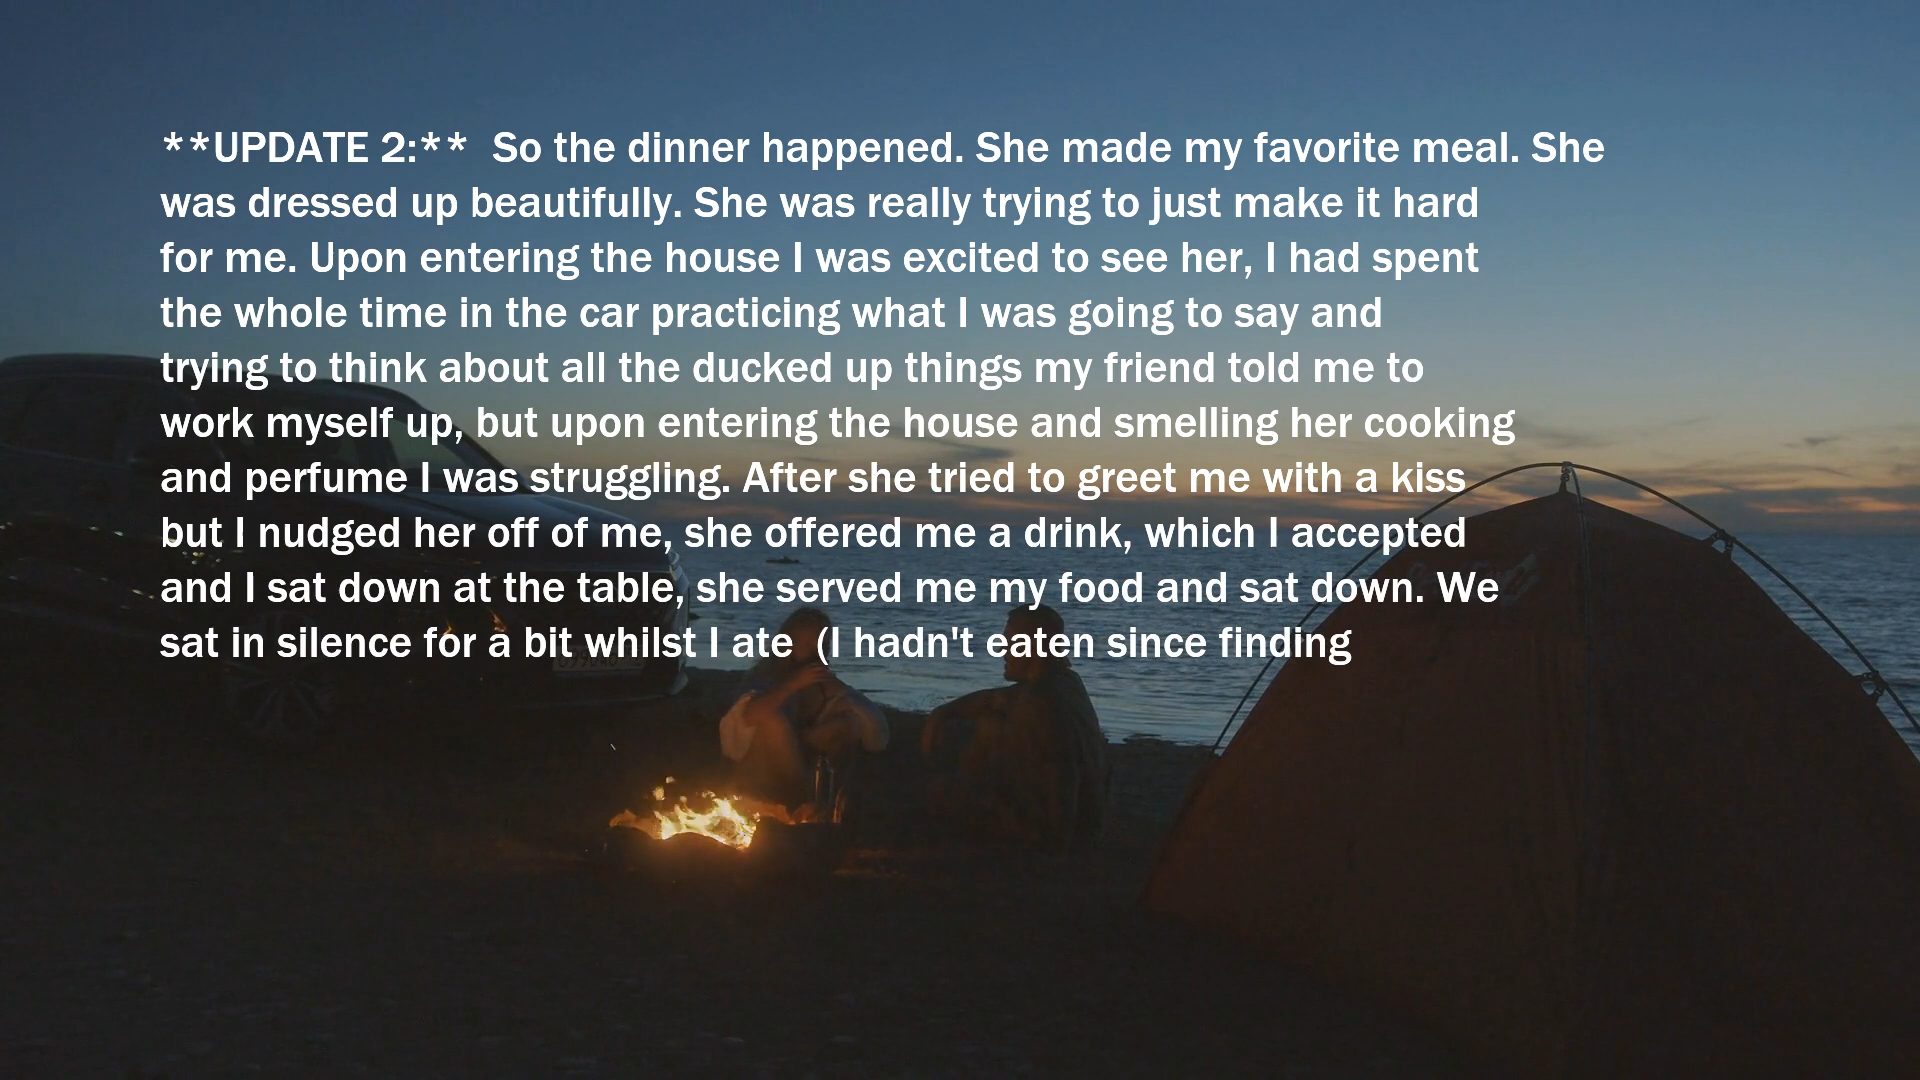 **UPDATE 2:**  So the dinner happened. She made my favorite meal. She
was dressed up beautifully. She was really trying to just make it hard
for me. Upon entering the house I was excited to see her, I had spent
the whole time in the car practicing what I was going to say and
trying to think about all the ducked up things my friend told me to
work myself up, but upon entering the house and smelling her cooking
and perfume I was struggling. After she tried to greet me with a kiss
but I nudged her off of me, she offered me a drink, which I accepted
and I sat down at the table, she served me my food and sat down. We
sat in silence for a bit whilst I ate  (I hadn't eaten since finding